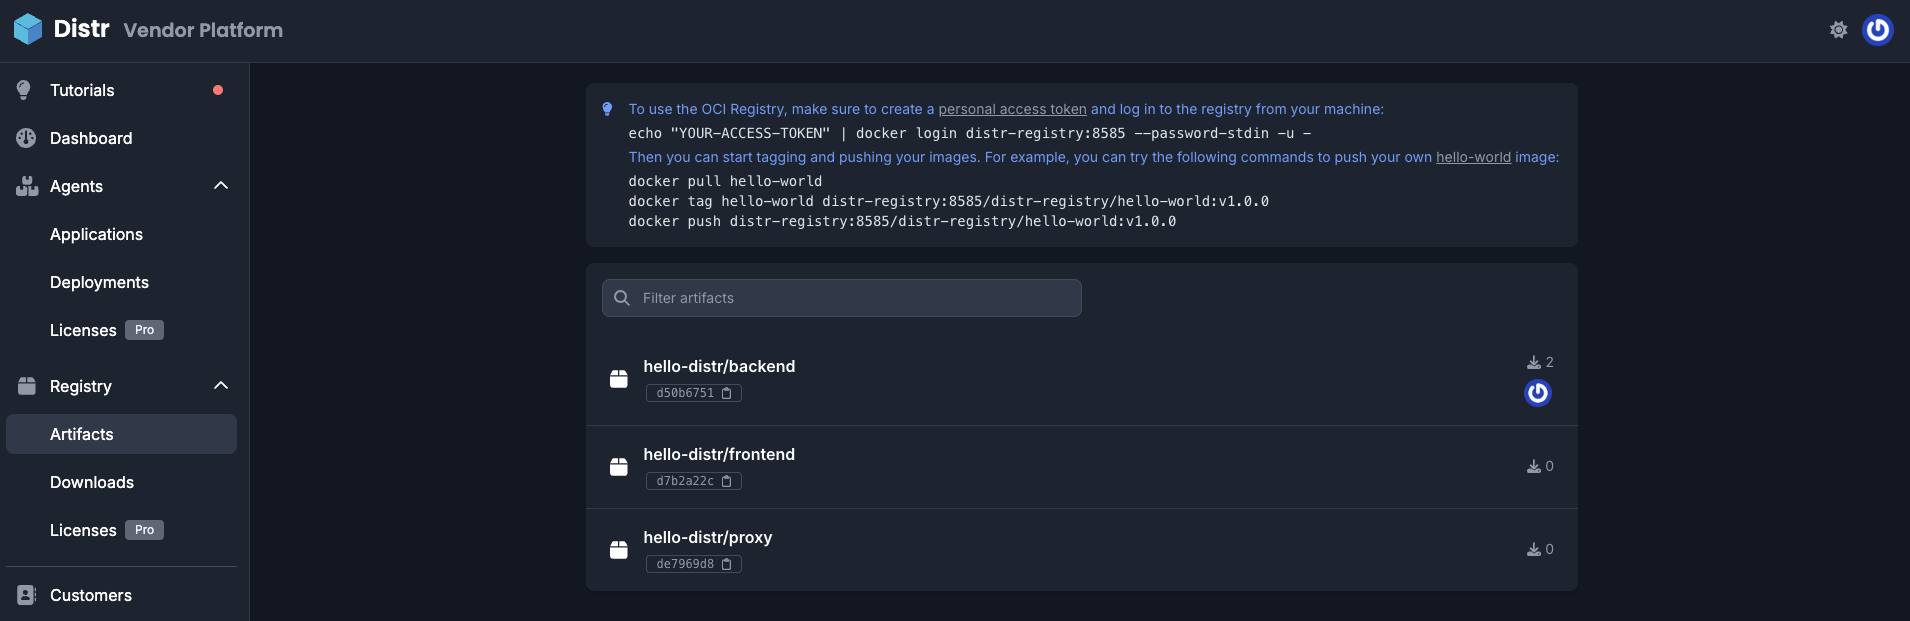 Distr Vendor Platform
Tutorials
Dashboard
Agents
Applications
Deployments
Licenses Pro
Registry
Artifacts
Downloads
Licenses Pro
Customers
To use the OCI Registry, make sure to create a personal access token and log in to the registry from your machine:
echo "YOUR-ACCESS-TOKEN" | docker login distr-registry:8585 --password-stdin -u -
Then you can start tagging and pushing your images. For example, you can try the following commands to push your own hello-world image:
docker pull hello-world
docker tag hello-world distr-registry:8585/distr-registry/hello-world:v1.0.0
docker push distr-registry:8585/distr-registry/hello-world:v1.0.0
Filter artifacts
hello-distr/backend
d50b6751
2
hello-distr/frontend
d7b2a22c
0
hello-distr/proxy
de7969d8
0